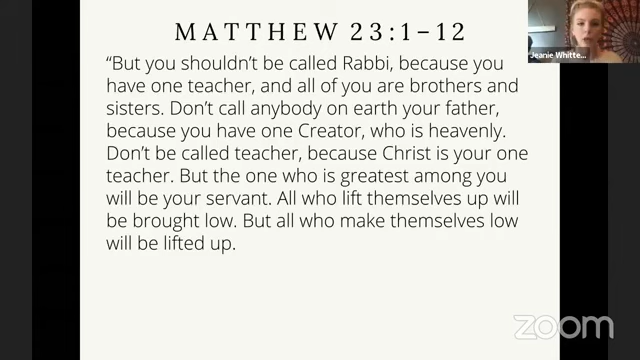 MATTHEW 23:1–12
“But you shouldn’t be called Rabbi, because you
have one teacher, and all of you are brothers and
sisters. Don’t call anybody on earth your father,
because you have one Creator, who is heavenly.
Don’t be called teacher, because Christ is your one
teacher. But the one who is greatest among you
will be your servant. All who lift themselves up will
be brought low. But all who make themselves low
will be lifted up.
Jeanie Whitte...
zoom